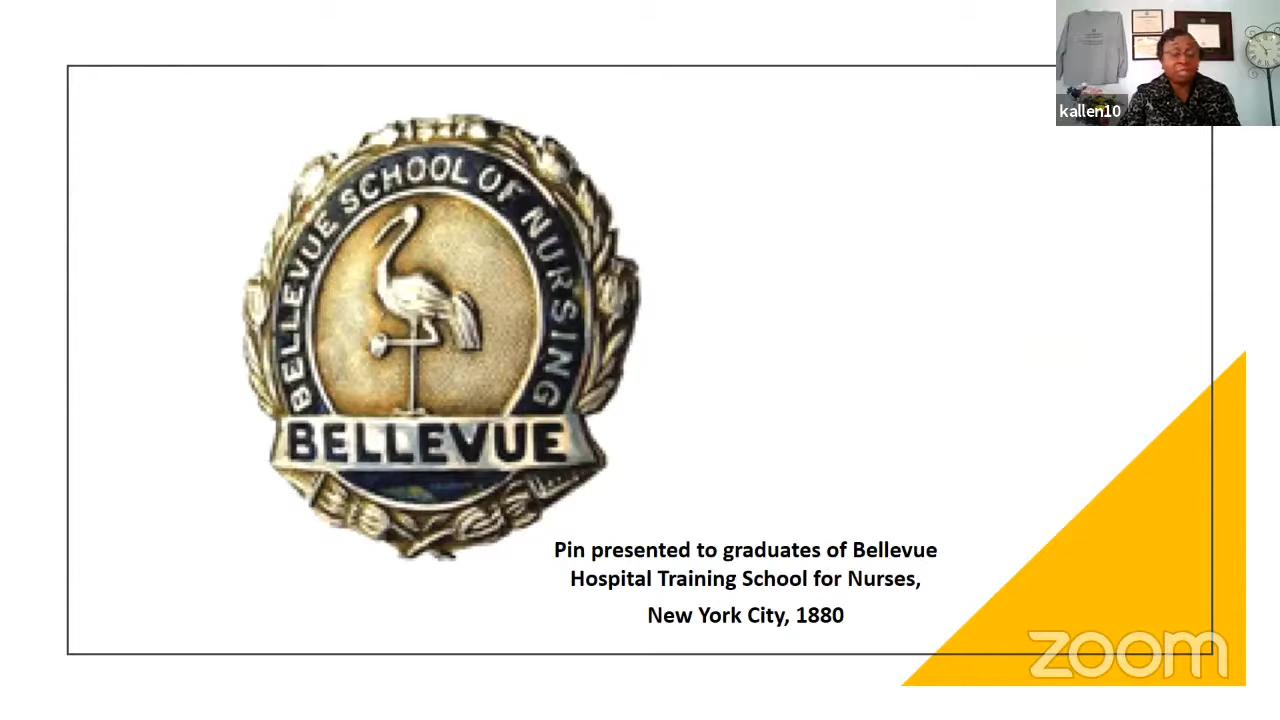 kallen10
BELLEVUE SCHOOL OF NURSING
BELLEVUE
Pin presented to graduates of Bellevue
Hospital Training School for Nurses,
New York City, 1880
zoom